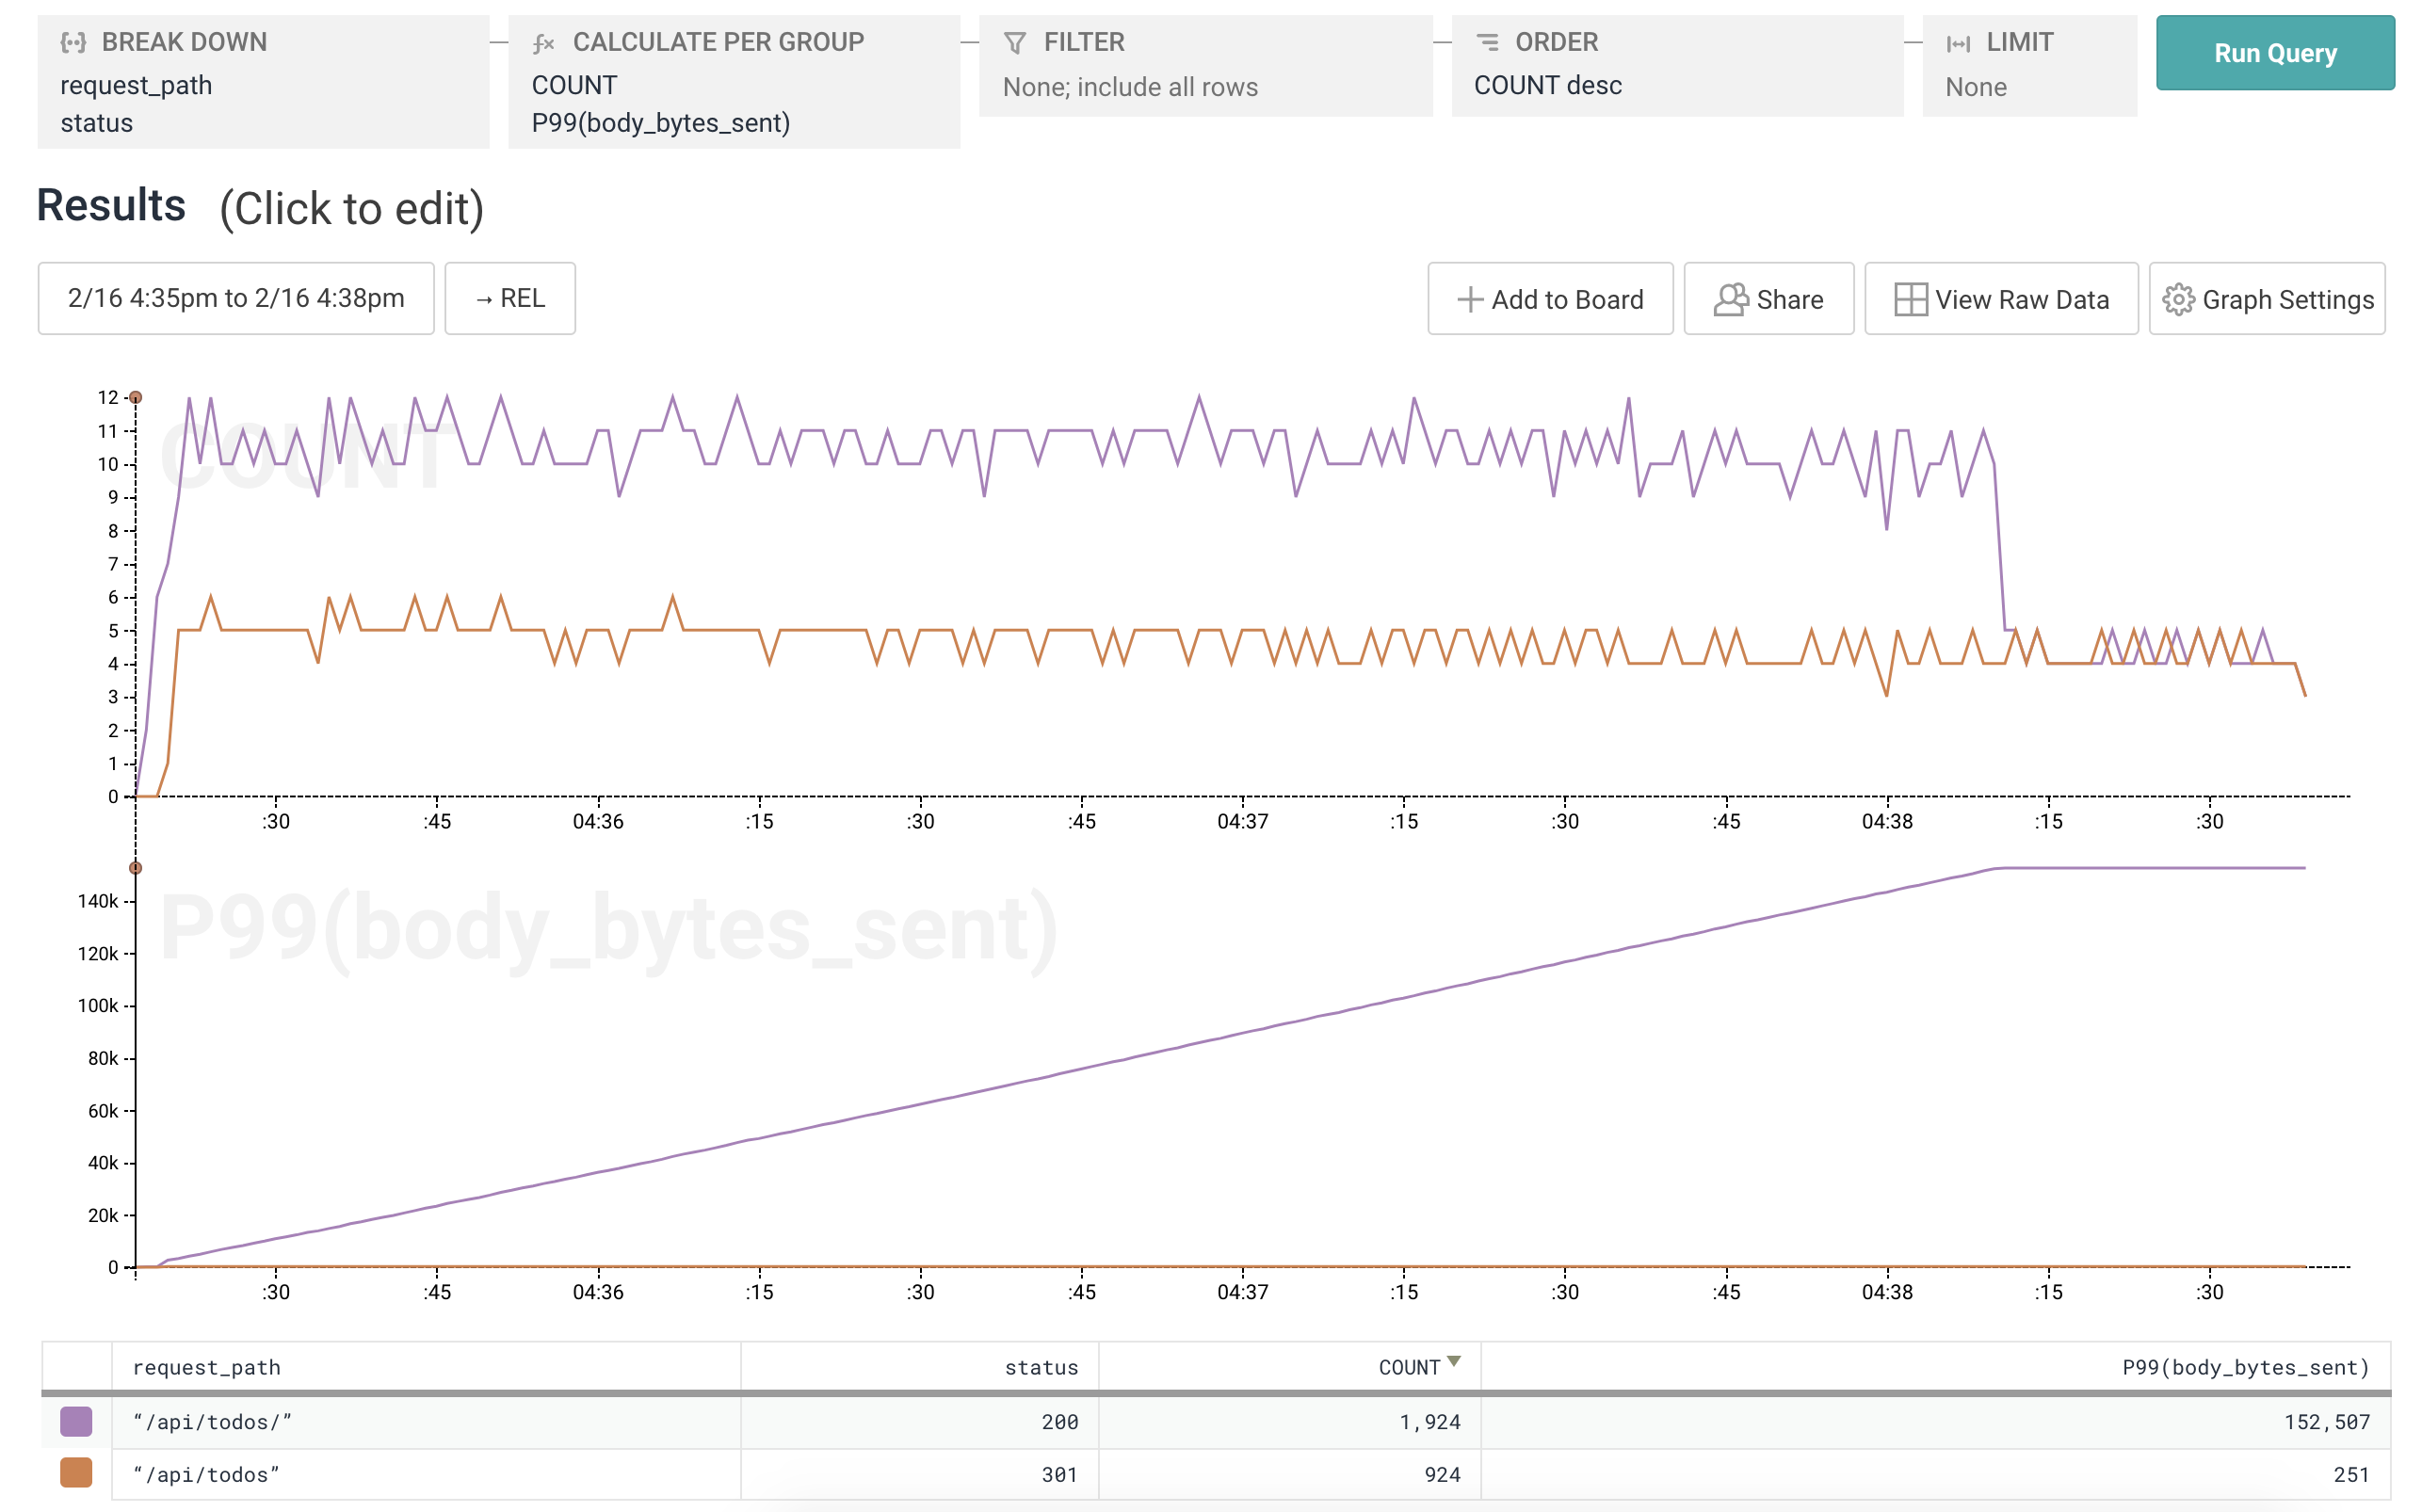 BREAK DOWN
request_path
status
CALCULATE PER GROUP
COUNT
P99(body_bytes_sent)
FILTER
None; include all rows
ORDER
COUNT desc
LIMIT
None
Run Query
Results (Click to edit)
2/16 4:35pm to 2/16 4:38pm
→ REL
Add to Board
Share
View Raw Data
Graph Settings
COUNT
12
11
10
9
8
7
6
5
4
3
2
1
0
:30 :45 04:36 :15 :30 :45 04:37 :15 :30 :45 04:38 :15 :30
P99(body_bytes_sent)
140k
120k
100k
80k
60k
40k
20k
0
:30 :45 04:36 :15 :30 :45 04:37 :15 :30 :45 04:38 :15 :30
request_path status COUNT P99(body_bytes_sent)
“/api/todos/” 200 1,924 152,507
“/api/todos” 301 924 251